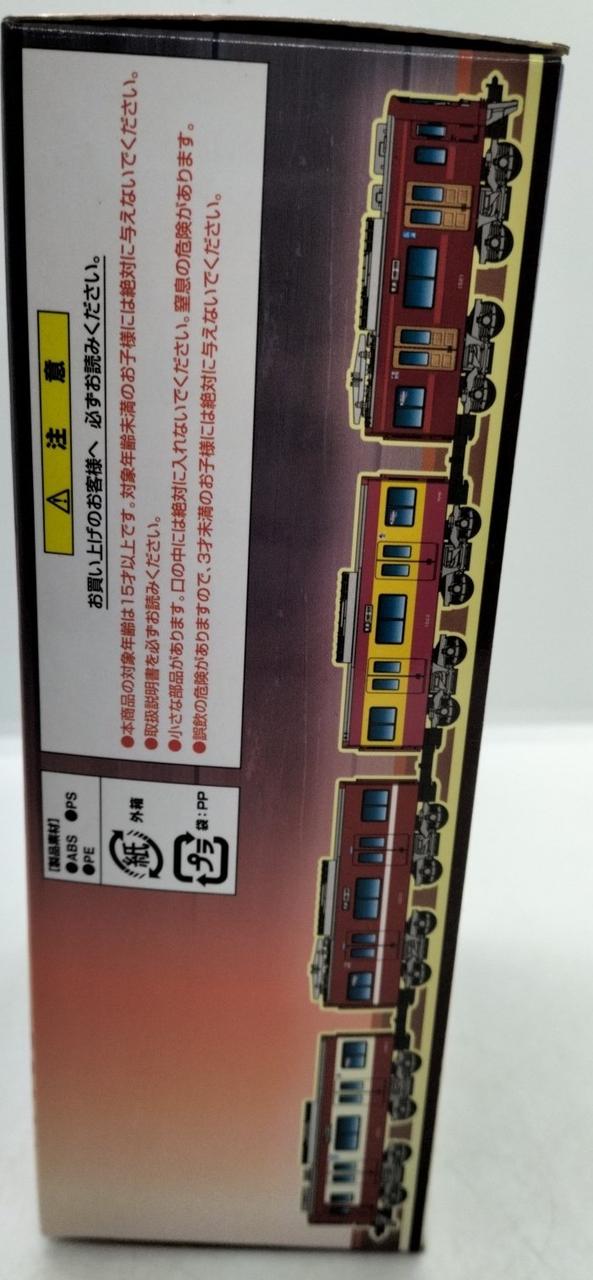 ⚠ 注意
お買い上げのお客様へ 必ずお読みください。
●本商品の対象年齢は15才以上です。対象年齢未満のお子様には絶対に与えないでください。
●取扱説明書を必ずお読みください。
●小さな部品があります。口の中には絶対に入れないでください。窒息の危険があります。
●誤飲の危険がありますので、3才未満のお子様には絶対に与えないでください。
【製品素材】
●ABS ●PS
●PE
紙 外箱
プラ 袋:PP